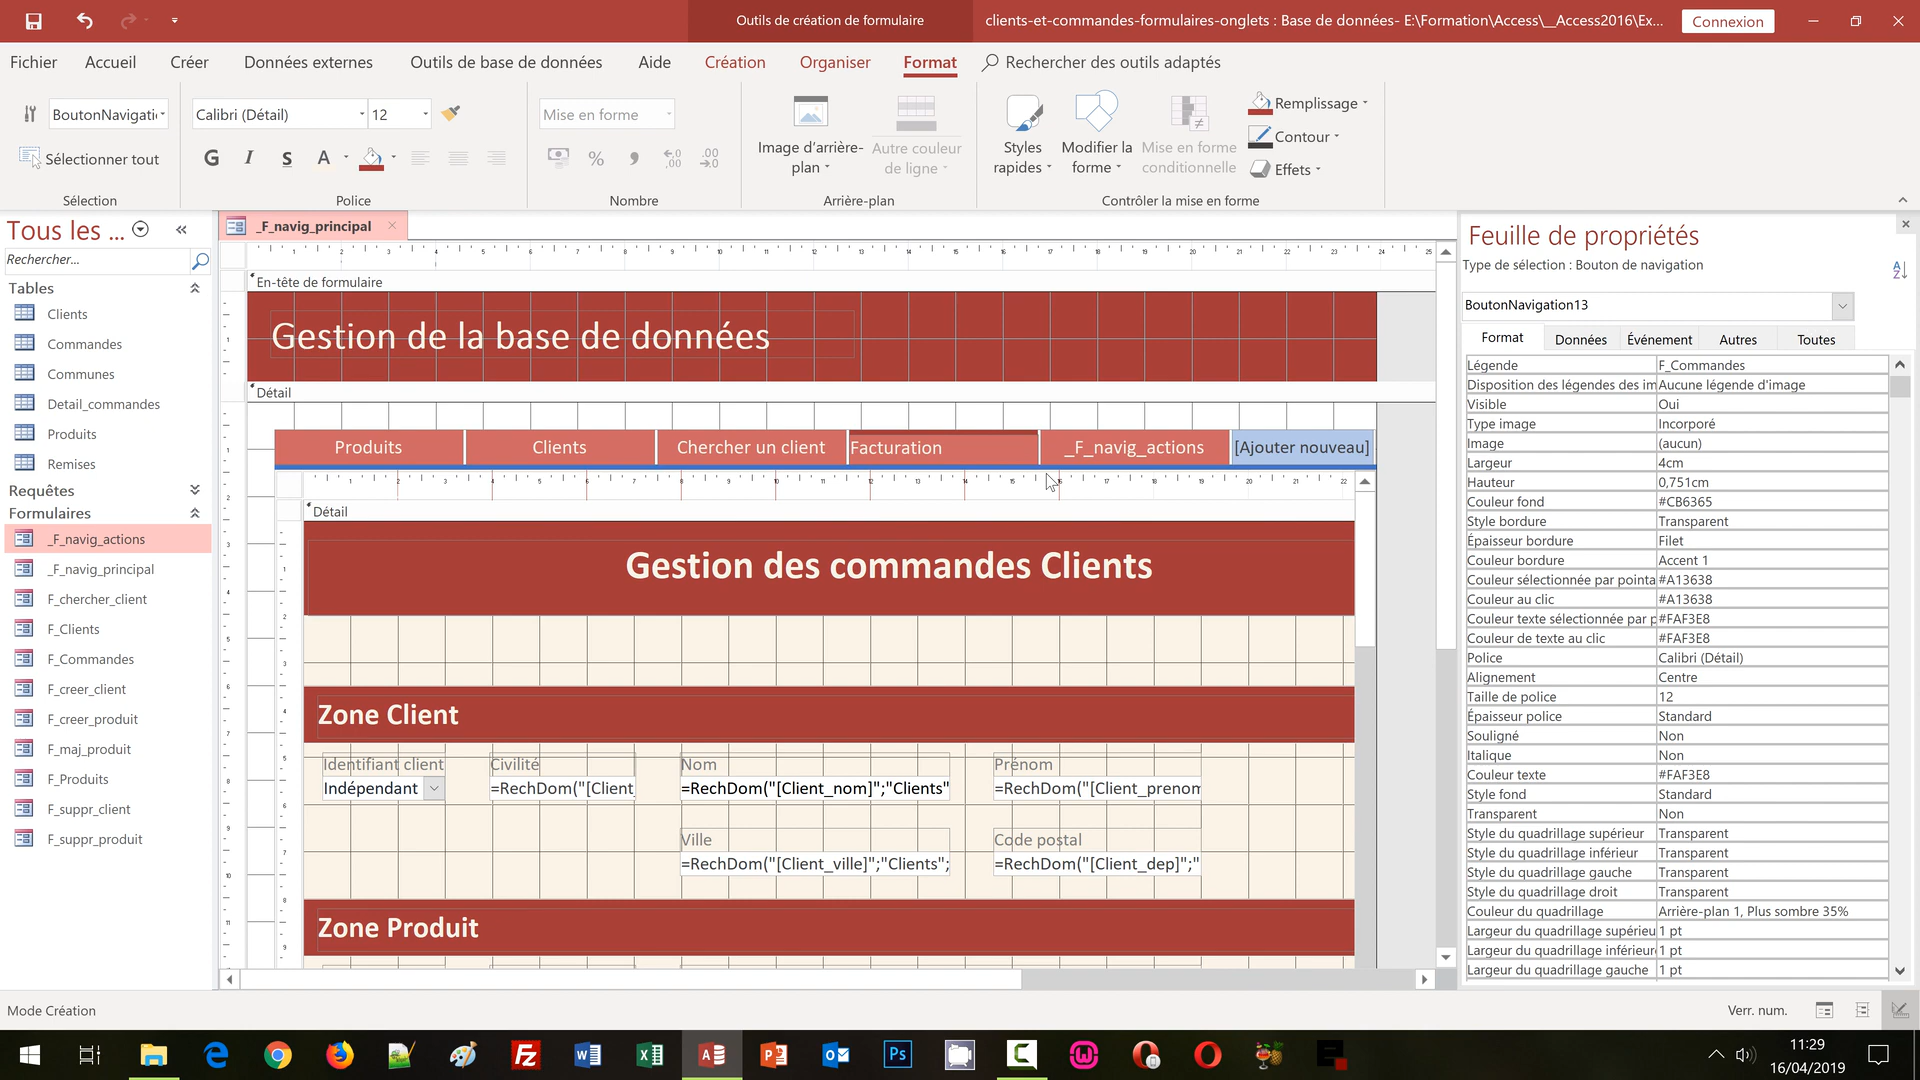 Outils de création de formulaire
clients-et-commandes-formulaires-onglets : Base de données- E:\Formation\Access\__Access2016\Ex...
Connexion
Fichier Accueil Créer Données externes Outils de base de données Aide Création Organiser Format Rechercher des outils adaptés
BoutonNavigati
Sélectionner tout
Sélection
Calibri (Détail) 12
G I S A
Police
Mise en forme
%
Nombre
Image d'arrière-plan
Autre couleur de ligne
Arrière-plan
Styles rapides
Modifier la forme
Mise en forme conditionnelle
Remplissage
Contour
Effets
Contrôler la mise en forme
Tous les ...
Rechercher...
Tables
Clients
Commandes
Communes
Detail_commandes
Produits
Remises
Requêtes
Formulaires
_F_navig_actions
_F_navig_principal
F_chercher_client
F_Clients
F_Commandes
F_creer_client
F_creer_produit
F_maj_produit
F_Produits
F_suppr_client
F_suppr_produit
_F_navig_principal
En-tête de formulaire
Gestion de la base de données
Détail
Produits Clients Chercher un client Facturation _F_navig_actions [Ajouter nouveau]
Détail
Gestion des commandes Clients
Zone Client
Identifiant client Civilité Nom Prénom
Indépendant =RechDom("[Client_ =RechDom("[Client_nom]";"Clients" =RechDom("[Client_prenom
Ville Code postal
=RechDom("[Client_ville]";"Clients"; =RechDom("[Client_dep]";"
Zone Produit
Feuille de propriétés
Type de sélection : Bouton de navigation
BoutonNavigation13
Format Données Événement Autres Toutes
Légende F_Commandes
Disposition des légendes des im Aucune légende d'image
Visible Oui
Type image Incorporé
Image (aucun)
Largeur 4cm
Hauteur 0,751cm
Couleur fond #CB6365
Style bordure Transparent
Épaisseur bordure Filet
Couleur bordure Accent 1
Couleur sélectionnée par pointa #A13638
Couleur au clic #A13638
Couleur texte sélectionnée par p #FAF3E8
Couleur de texte au clic #FAF3E8
Police Calibri (Détail)
Alignement Centre
Taille de police 12
Épaisseur police Standard
Souligné Non
Italique Non
Couleur texte #FAF3E8
Style fond Standard
Transparent Non
Style du quadrillage supérieur Transparent
Style du quadrillage inférieur Transparent
Style du quadrillage gauche Transparent
Style du quadrillage droit Transparent
Couleur du quadrillage Arrière-plan 1, Plus sombre 35%
Largeur du quadrillage supérieu 1 pt
Largeur du quadrillage inférieur 1 pt
Largeur du quadrillage gauche 1 pt
Mode Création
Verr. num.
11:29
16/04/2019